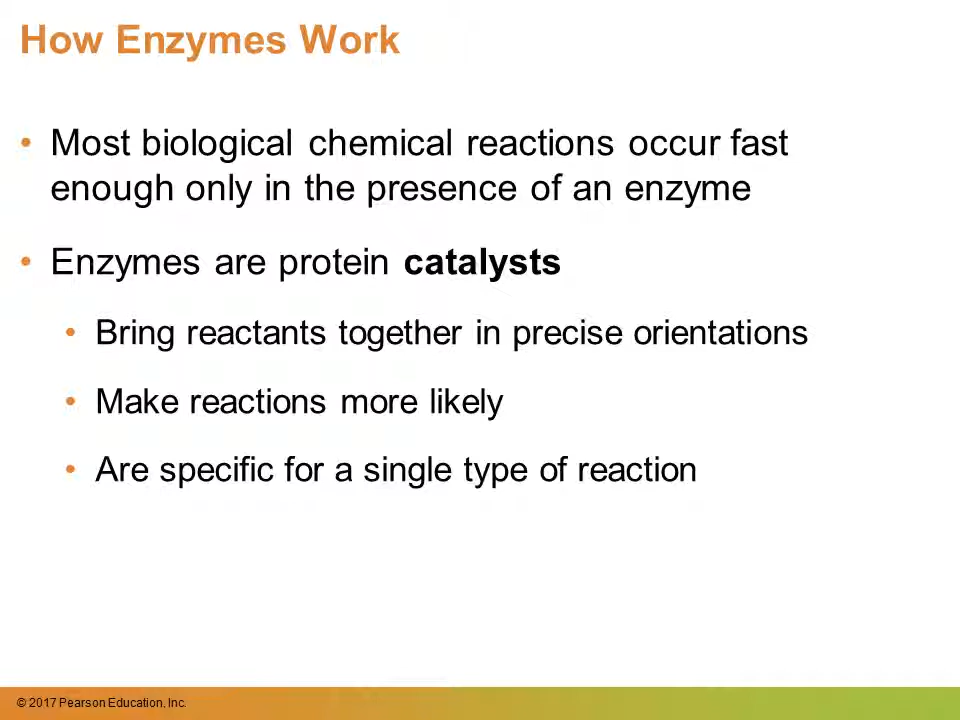 How Enzymes Work
• Most biological chemical reactions occur fast
enough only in the presence of an enzyme
• Enzymes are protein catalysts
• Bring reactants together in precise orientations
• Make reactions more likely
• Are specific for a single type of reaction
© 2017 Pearson Education, Inc.